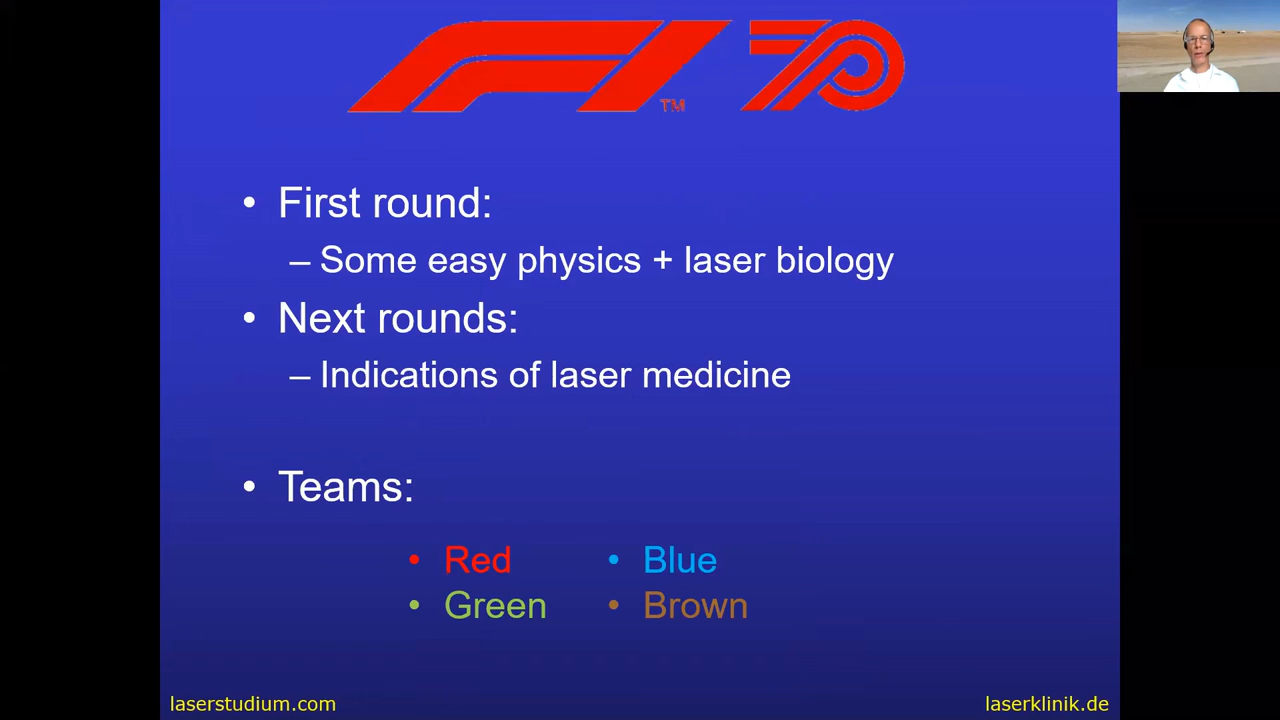 F1 70
TM
• First round:
– Some easy physics + laser biology
• Next rounds:
– Indications of laser medicine
• Teams:
• Red • Blue
• Green • Brown
laserstudium.com laserklinik.de